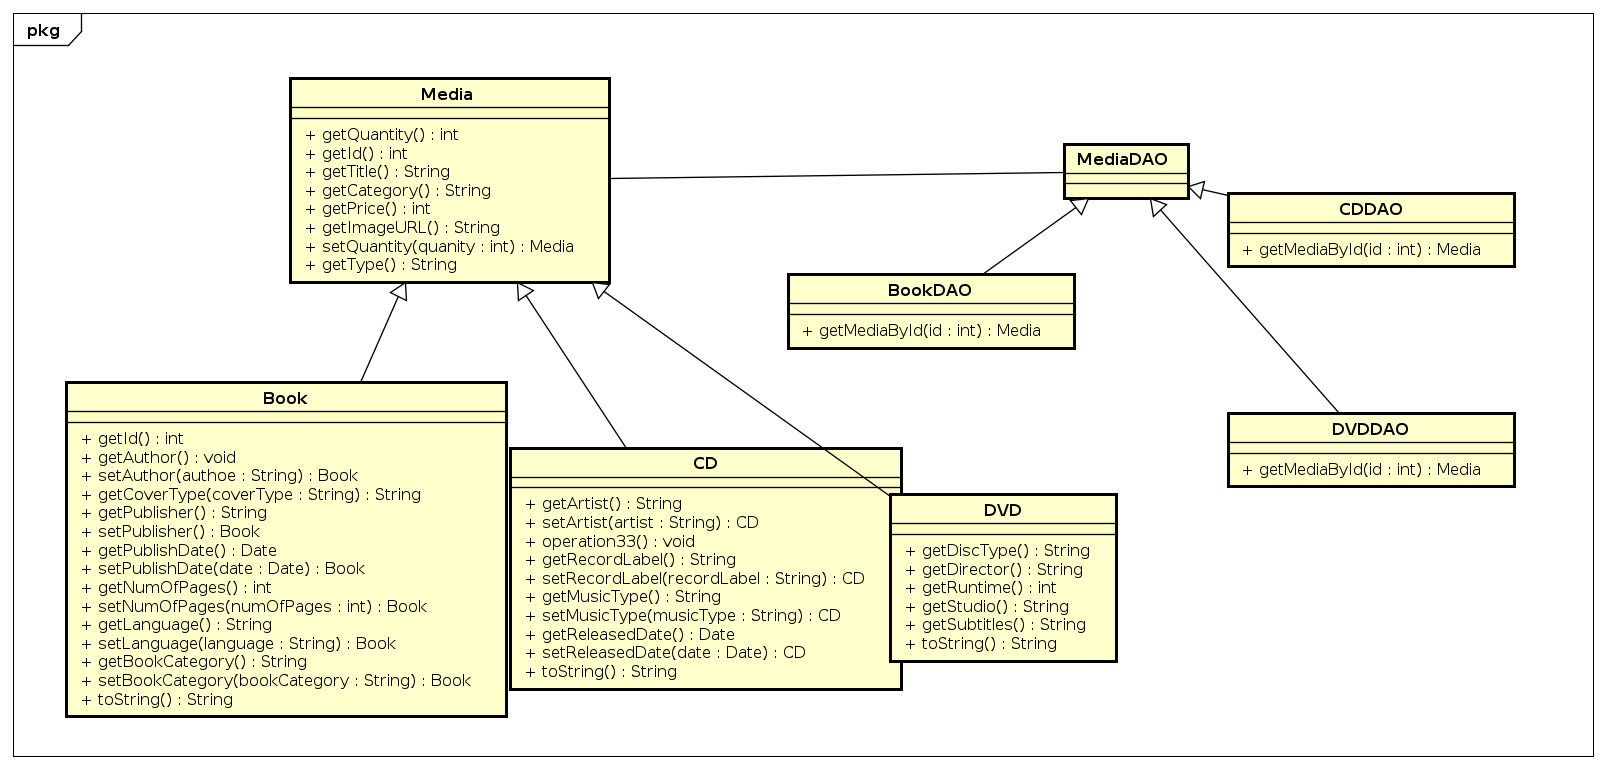 pkg
Media
+ getQuantity() : int
+ getId() : int
+ getTitle() : String
+ getCategory() : String
+ getPrice() : int
+ getImageURL() : String
+ setQuantity(quanity : int) : Media
+ getType() : String
MediaDAO
CDDAO
+ getMediaById(id : int) : Media
BookDAO
+ getMediaById(id : int) : Media
DVDDAO
+ getMediaById(id : int) : Media
Book
+ getId() : int
+ getAuthor() : void
+ setAuthor(authoe : String) : Book
+ getCoverType(coverType : String) : String
+ getPublisher() : String
+ setPublisher() : Book
+ getPublishDate() : Date
+ setPublishDate(date : Date) : Book
+ getNumOfPages() : int
+ setNumOfPages(numOfPages : int) : Book
+ getLanguage() : String
+ setLanguage(language : String) : Book
+ getBookCategory() : String
+ setBookCategory(bookCategory : String) : Book
+ toString() : String
CD
+ getArtist() : String
+ setArtist(artist : String) : CD
+ operation33() : void
+ getRecordLabel() : String
+ setRecordLabel(recordLabel : String) : CD
+ getMusicType() : String
+ setMusicType(musicType : String) : CD
+ getReleasedDate() : Date
+ setReleasedDate(date : Date) : CD
+ toString() : String
DVD
+ getDiscType() : String
+ getDirector() : String
+ getRuntime() : int
+ getStudio() : String
+ getSubtitles() : String
+ toString() : String